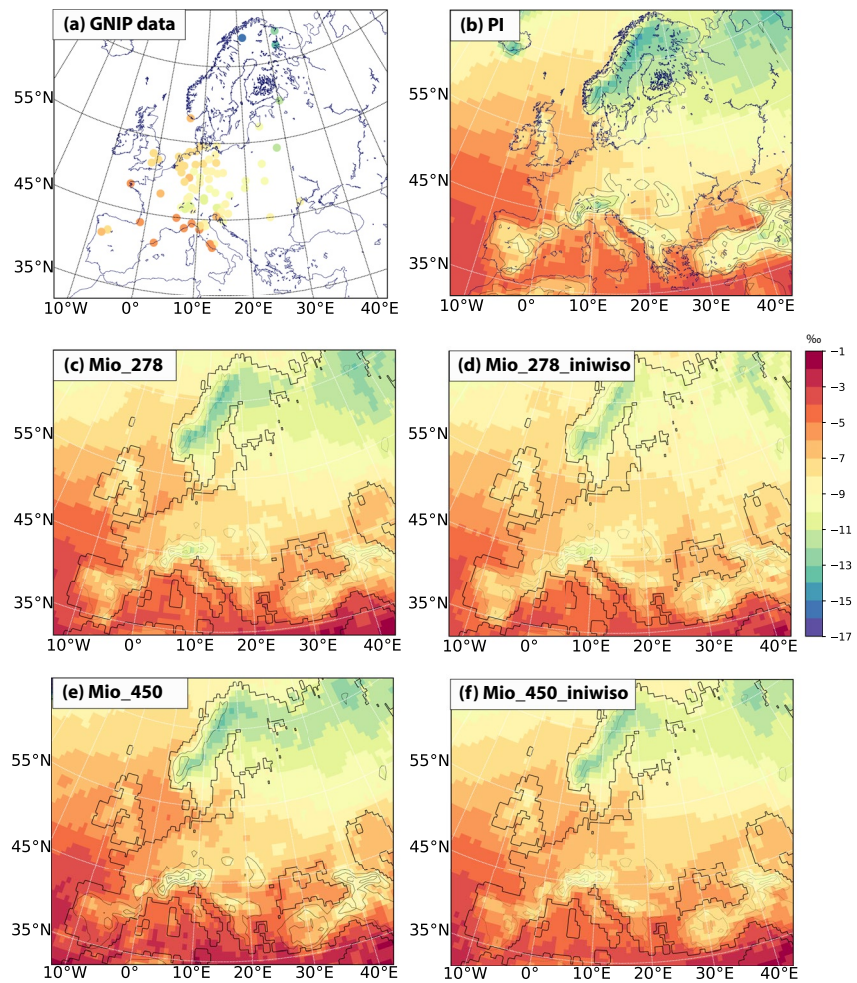 (a) GNIP data
(b) PI
55°N
45°N
35°N
10°W 0° 10°E 20°E 30°E 40°E
55°N
45°N
35°N
10°W 0° 10°E 20°E 30°E 40°E
(c) Mio_278
(d) Mio_278_iniwiso
55°N
45°N
35°N
10°W 0° 10°E 20°E 30°E 40°E
55°N
45°N
35°N
10°W 0° 10°E 20°E 30°E 40°E
‰
−1
−3
−5
−7
−9
−11
−13
−15
−17
(e) Mio_450
(f) Mio_450_iniwiso
55°N
45°N
35°N
10°W 0° 10°E 20°E 30°E 40°E
55°N
45°N
35°N
10°W 0° 10°E 20°E 30°E 40°E